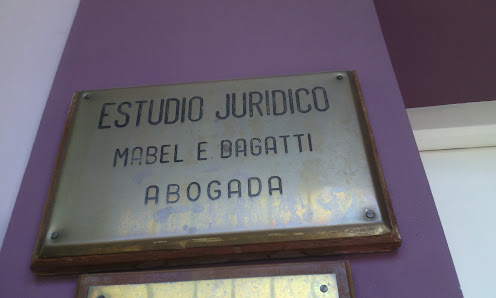 ESTUDIO JURIDICO
MABEL E. BAGATTI
ABOGADA